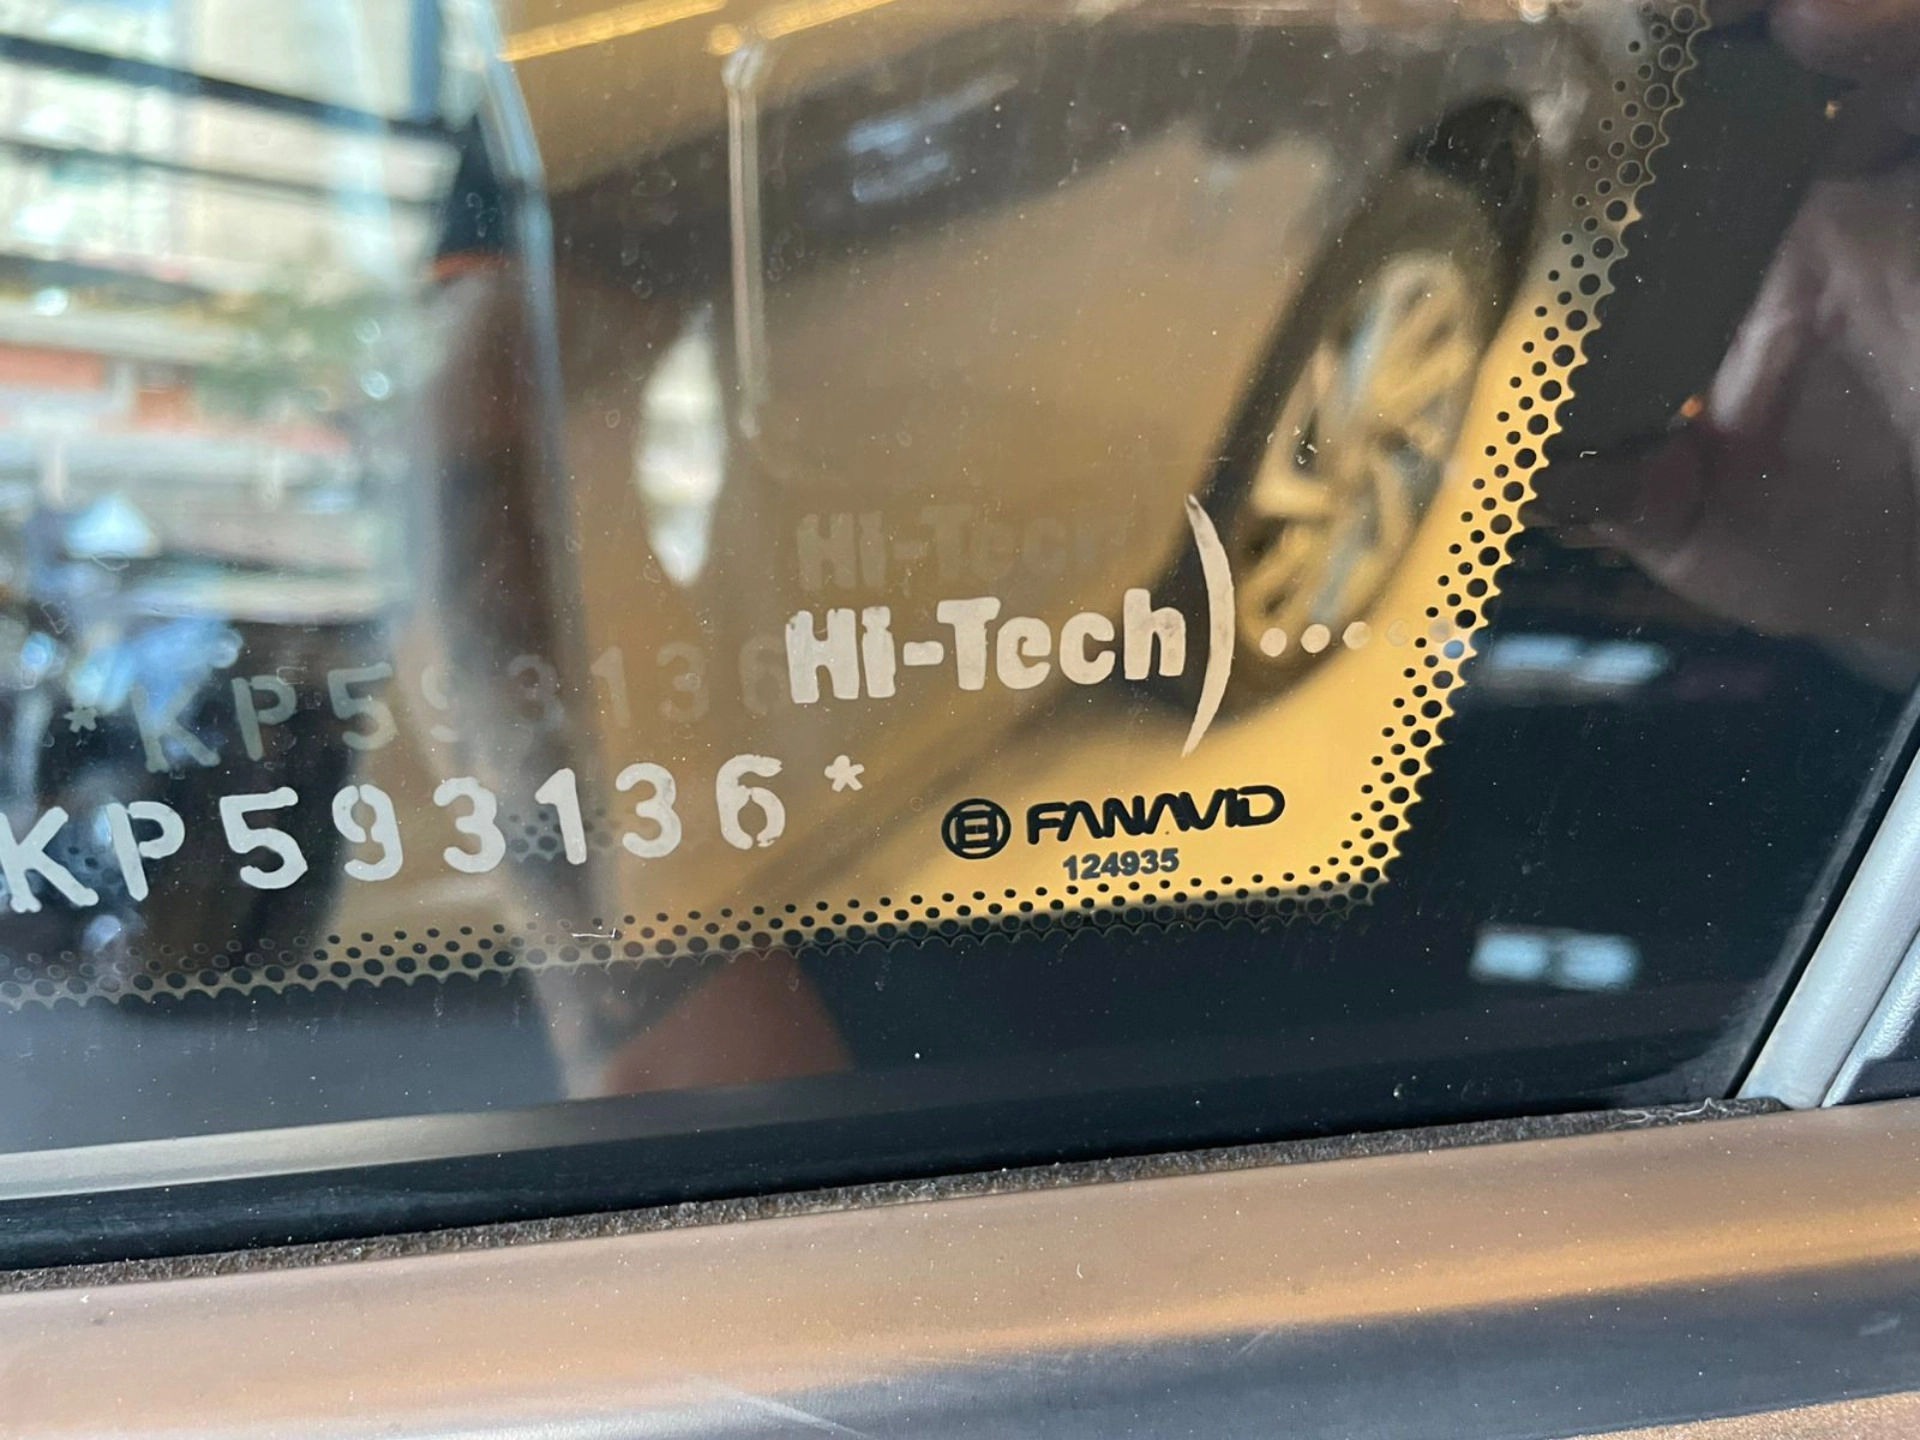 Hi-Tech)
KP593136*
FANAVID
124935